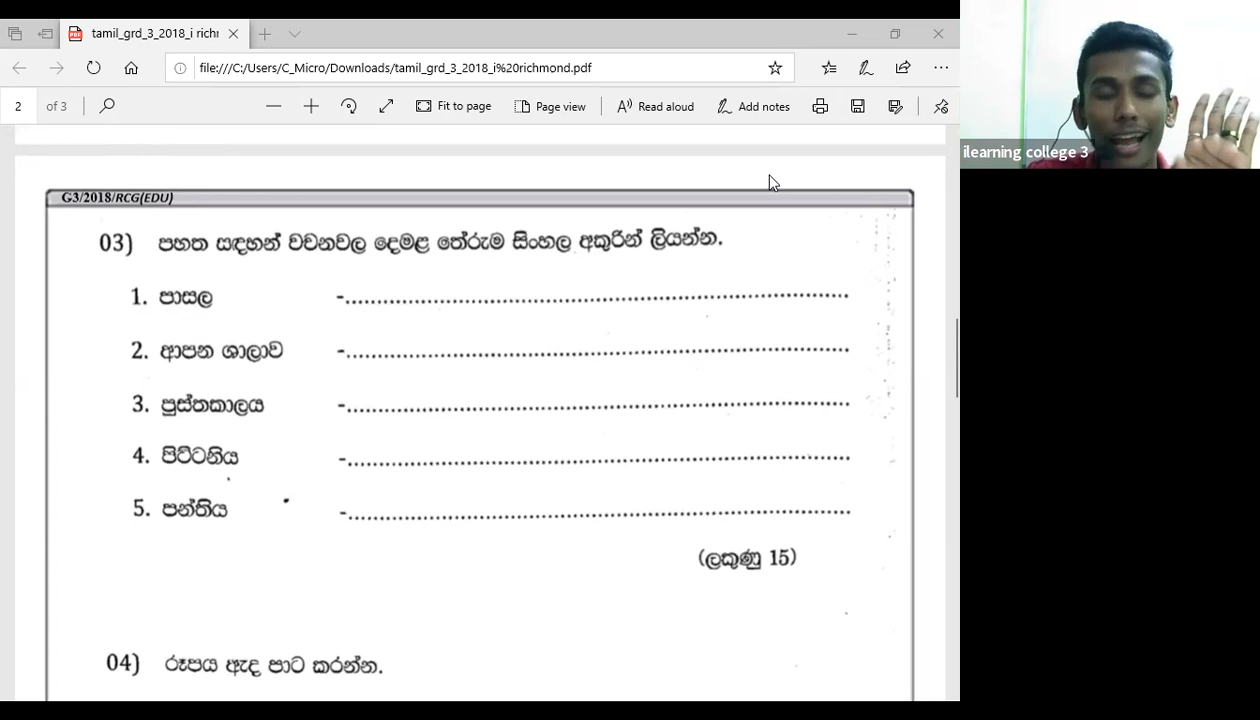 tamil_grd_3_2018_i richr
file:///C:/Users/C_Micro/Downloads/tamil_grd_3_2018_i%20richmond.pdf
2 of 3 Fit to page Page view Read aloud Add notes
ilearning college 3
G3/2018/RCG(EDU)
03) පහත සඳහන් වචනවල දෙමළ තේරුම සිංහල අකුරින් ලියන්න.
1. පාසල -........................................
2. ආපන ශාලාව -........................................
3. පුස්තකාලය -........................................
4. පිට්ටනිය -........................................
5. පන්තිය -........................................
(ලකුණු 15)
04) රූපය ඇඳ පාට කරන්න.